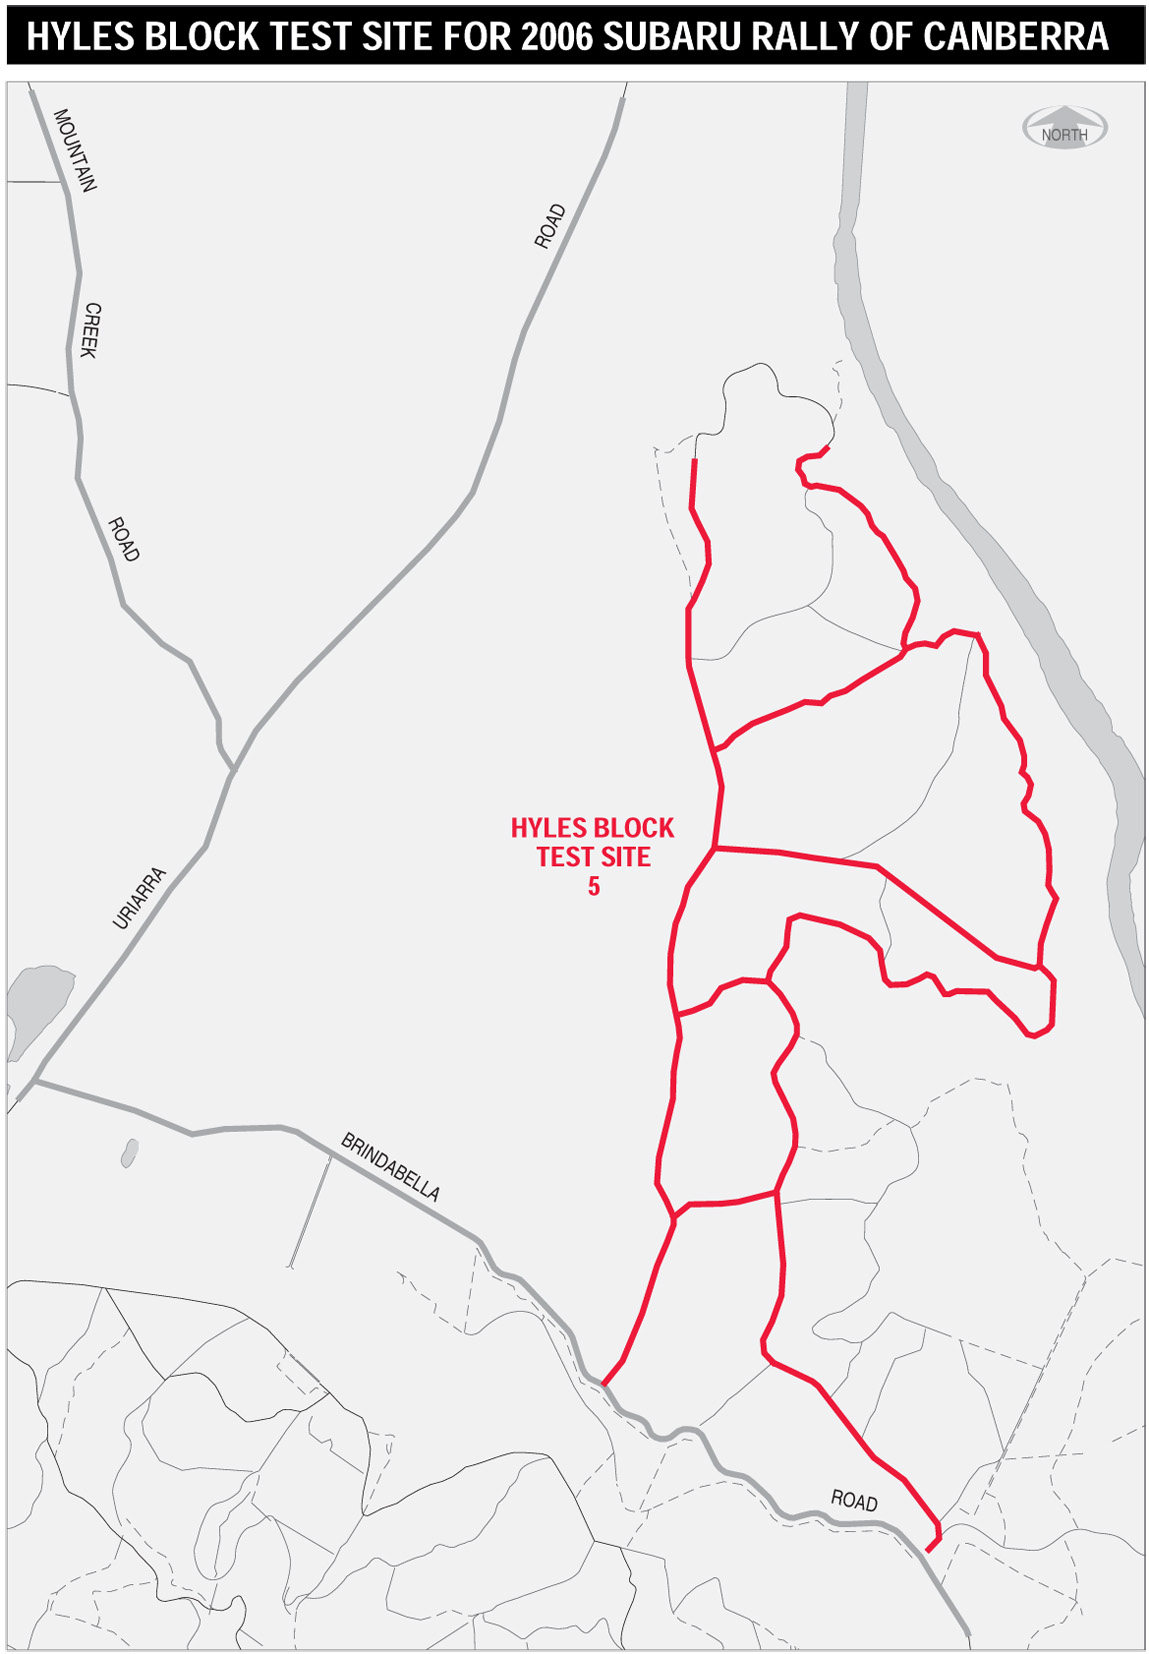 HYLES BLOCK TEST SITE FOR 2006 SUBARU RALLY OF CANBERRA
NORTH
MOUNTAIN
CREEK
ROAD
ROAD
URIARRA
HYLES BLOCK
TEST SITE
5
BRINDABELLA
ROAD